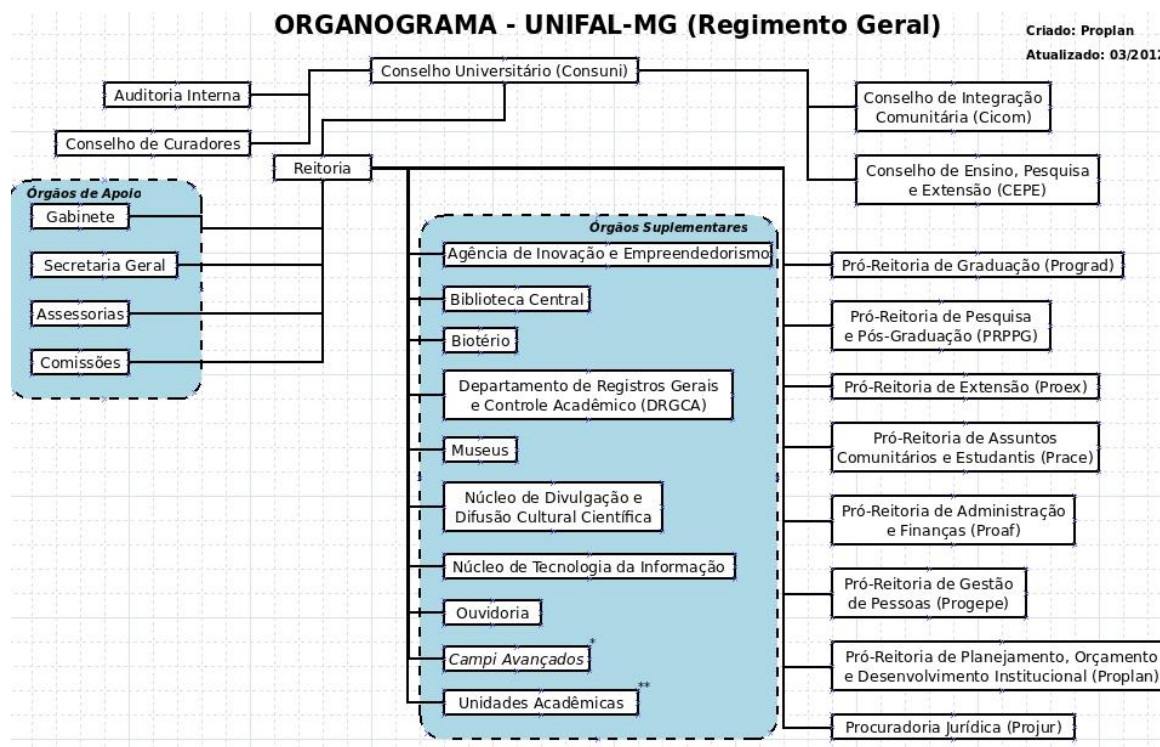 ORGANOGRAMA - UNIFAL-MG (Regimento Geral)
Criado: Proplan
Atualizado: 03/2012
Conselho Universitário (Consuni)
Auditoria Interna
Conselho de Curadores
Conselho de Integração
Comunitária (Cicom)
Conselho de Ensino, Pesquisa
e Extensão (CEPE)
Reitoria
Órgãos de Apoio
Gabinete
Secretaria Geral
Assessorias
Comissões
Órgãos Suplementares
Agência de Inovação e Empreendedorismo
Biblioteca Central
Biotério
Departamento de Registros Gerais
e Controle Acadêmico (DRGCA)
Museus
Núcleo de Divulgação e
Difusão Cultural Científica
Núcleo de Tecnologia da Informação
Ouvidoria
Campi Avançados *
Unidades Acadêmicas **
Pró-Reitoria de Graduação (Prograd)
Pró-Reitoria de Pesquisa
e Pós-Graduação (PRPPG)
Pró-Reitoria de Extensão (Proex)
Pró-Reitoria de Assuntos
Comunitários e Estudantis (Prace)
Pró-Reitoria de Administração
e Finanças (Proaf)
Pró-Reitoria de Gestão
de Pessoas (Progepe)
Pró-Reitoria de Planejamento, Orçamento
e Desenvolvimento Institucional (Proplan)
Procuradoria Jurídica (Projur)